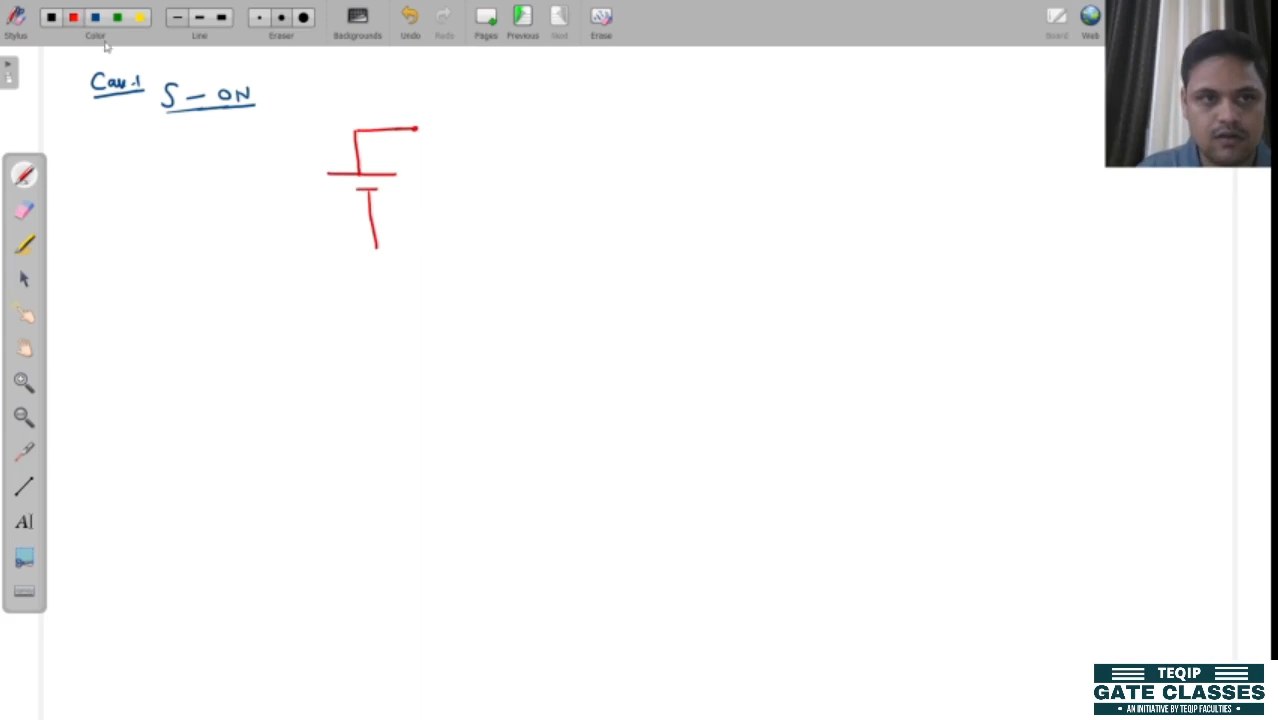 Stylus
Color
Line
Eraser
Backgrounds
Undo
Redo
Pages
Previous
Next
Erase
Board
Web
Case-1
S - ON
AI
TEQIP
GATE CLASSES
• AN INITIATIVE BY TEQIP FACULTIES •